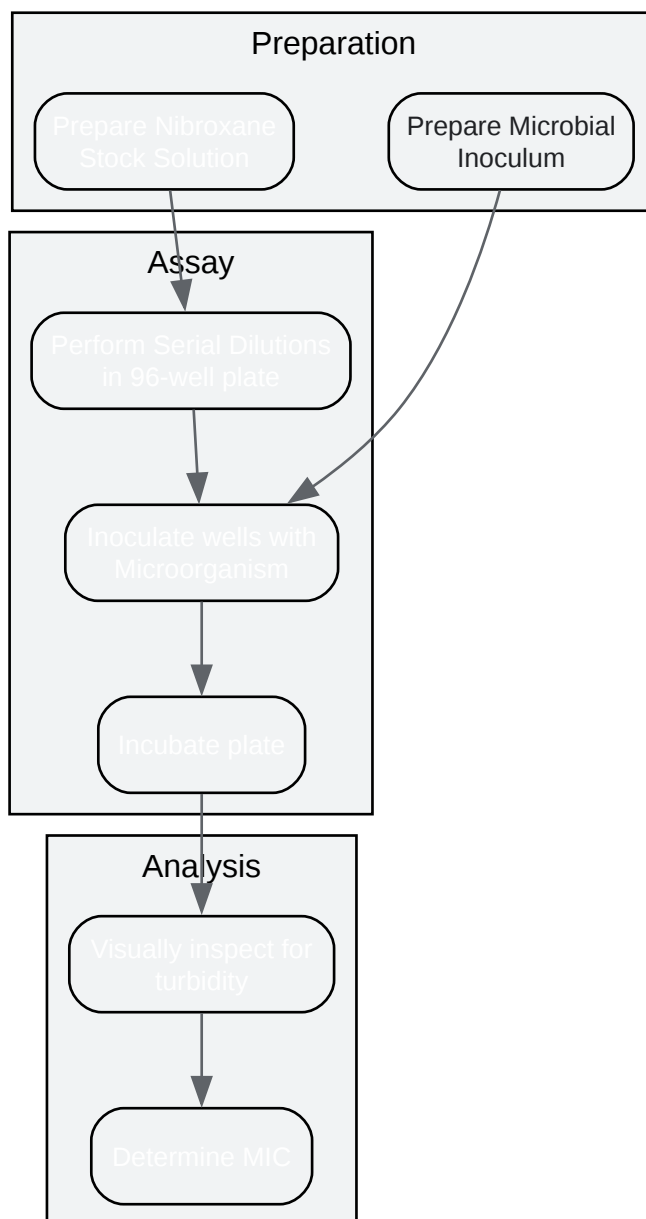 Preparation
Prepare Nibroxane
Stock Solution
Prepare Microbial
Inoculum
Assay
Perform Serial Dilutions
in 96-well plate
Inoculate wells with
Microorganism
Incubate plate
Analysis
Visually inspect for
turbidity
Determine MIC